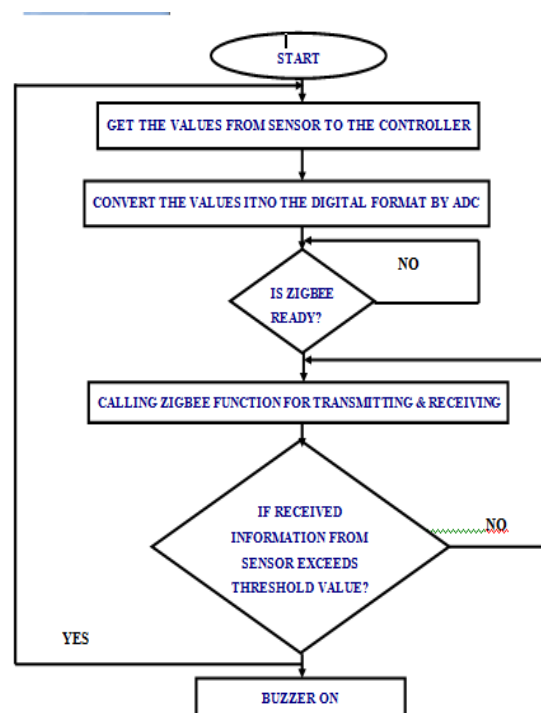 START
GET THE VALUES FROM SENSOR TO THE CONTROLLER
CONVERT THE VALUES ITNO THE DIGITAL FORMAT BY ADC
NO
IS ZIGBEE
READY?
CALLING ZIGBEE FUNCTION FOR TRANSMITTING & RECEIVING
IF RECEIVED
INFORMATION FROM
SENSOR EXCEEDS
THRESHOLD VALUE?
NO
YES
BUZZER ON